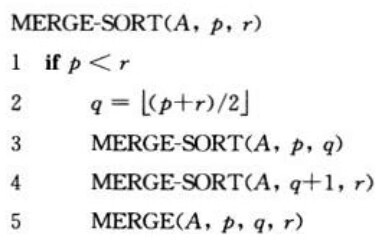 MERGE-SORT(A, p, r)
1 if p < r
2 q = ⌊(p+r)/2⌋
3 MERGE-SORT(A, p, q)
4 MERGE-SORT(A, q+1, r)
5 MERGE(A, p, q, r)